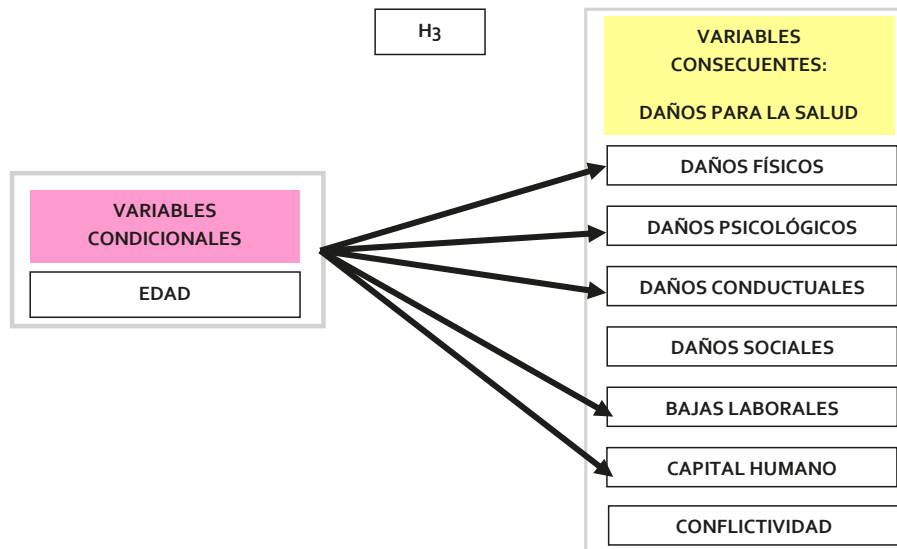 H3
VARIABLES
CONSECUENTES:
DAÑOS PARA LA SALUD
DAÑOS FÍSICOS
VARIABLES
CONDICIONALES
DAÑOS PSICOLÓGICOS
EDAD
DAÑOS CONDUCTUALES
DAÑOS SOCIALES
BAJAS LABORALES
CAPITAL HUMANO
CONFLICTIVIDAD